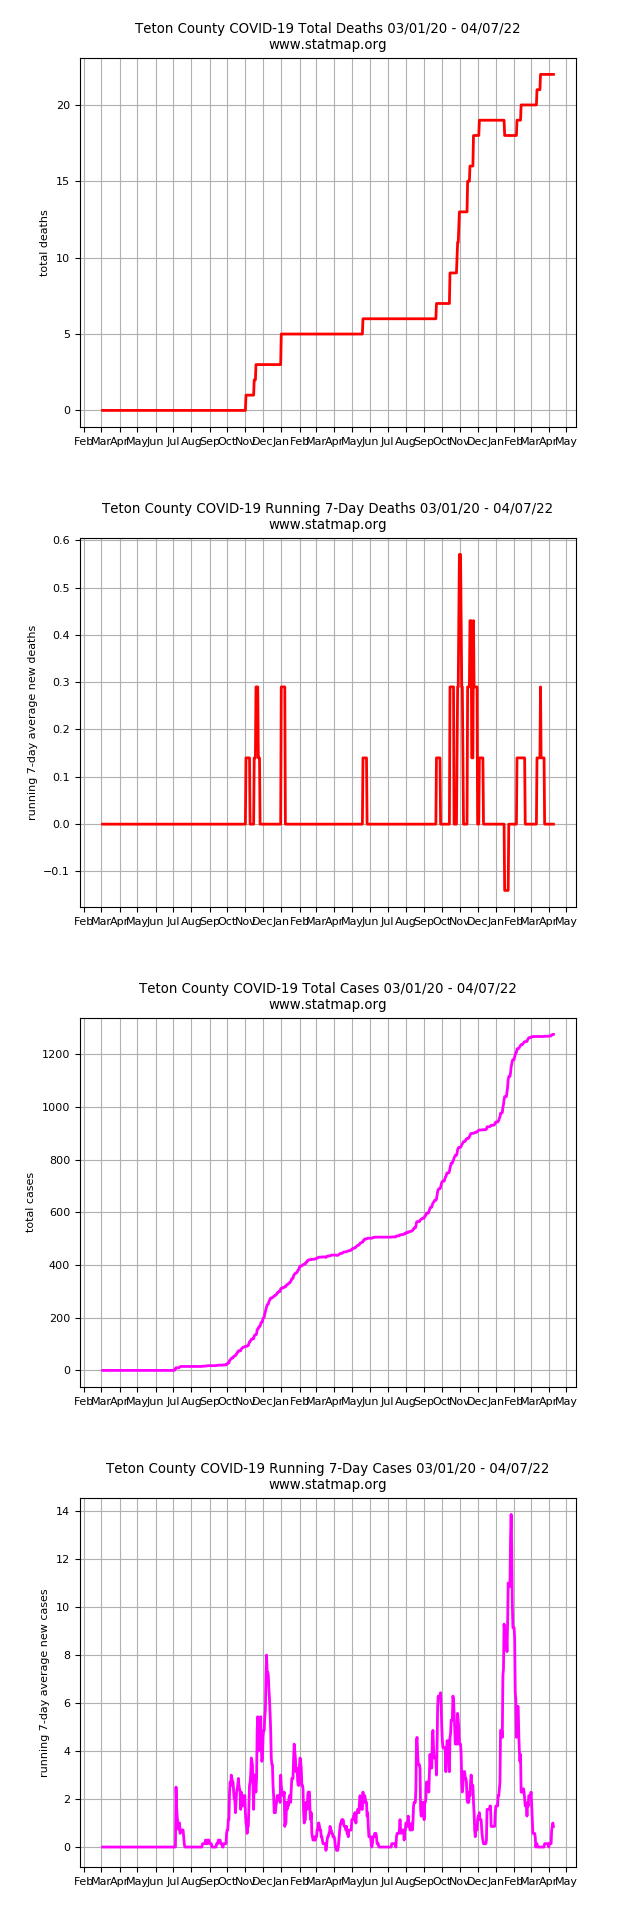 Teton County COVID-19 Total Deaths 03/01/20 - 04/07/22
www.statmap.org
total deaths
20
15
10
5
0
Feb Mar Apr May Jun Jul Aug Sep Oct Nov Dec Jan Feb Mar Apr May Jun Jul Aug Sep Oct Nov Dec Jan Feb Mar Apr May
Teton County COVID-19 Running 7-Day Deaths 03/01/20 - 04/07/22
www.statmap.org
running 7-day average new deaths
0.6
0.5
0.4
0.3
0.2
0.1
0.0
−0.1
Feb Mar Apr May Jun Jul Aug Sep Oct Nov Dec Jan Feb Mar Apr May Jun Jul Aug Sep Oct Nov Dec Jan Feb Mar Apr May
Teton County COVID-19 Total Cases 03/01/20 - 04/07/22
www.statmap.org
total cases
1200
1000
800
600
400
200
0
Feb Mar Apr May Jun Jul Aug Sep Oct Nov Dec Jan Feb Mar Apr May Jun Jul Aug Sep Oct Nov Dec Jan Feb Mar Apr May
Teton County COVID-19 Running 7-Day Cases 03/01/20 - 04/07/22
www.statmap.org
running 7-day average new cases
14
12
10
8
6
4
2
0
Feb Mar Apr May Jun Jul Aug Sep Oct Nov Dec Jan Feb Mar Apr May Jun Jul Aug Sep Oct Nov Dec Jan Feb Mar Apr May